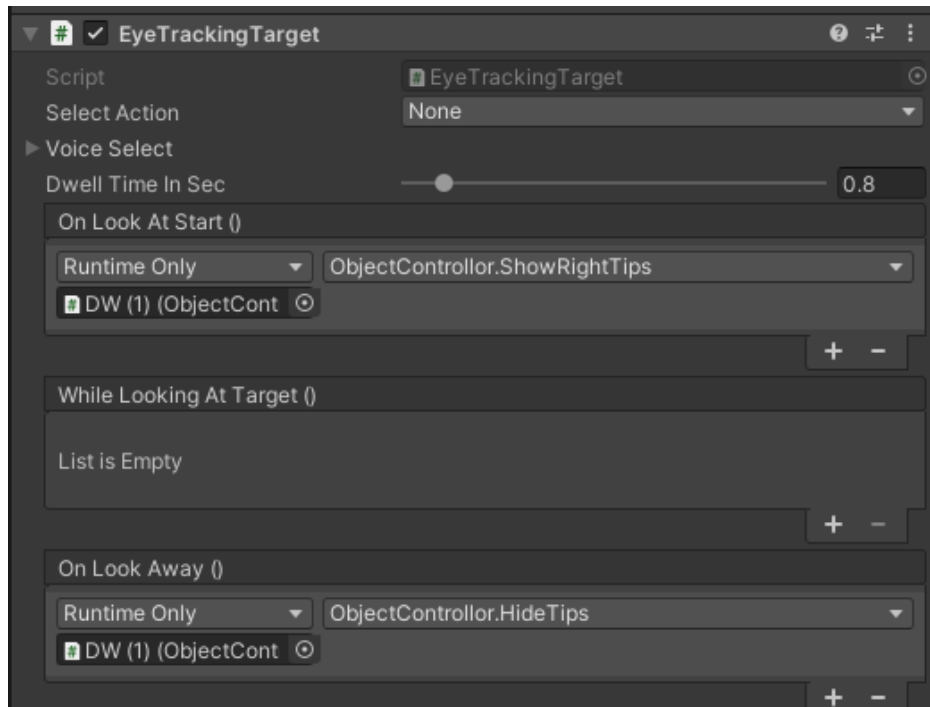 EyeTrackingTarget
Script EyeTrackingTarget
Select Action None
Voice Select
Dwell Time In Sec 0.8
On Look At Start ()
Runtime Only ObjectControllor.ShowRightTips
DW (1) (ObjectCont
While Looking At Target ()
List is Empty
On Look Away ()
Runtime Only ObjectControllor.HideTips
DW (1) (ObjectCont